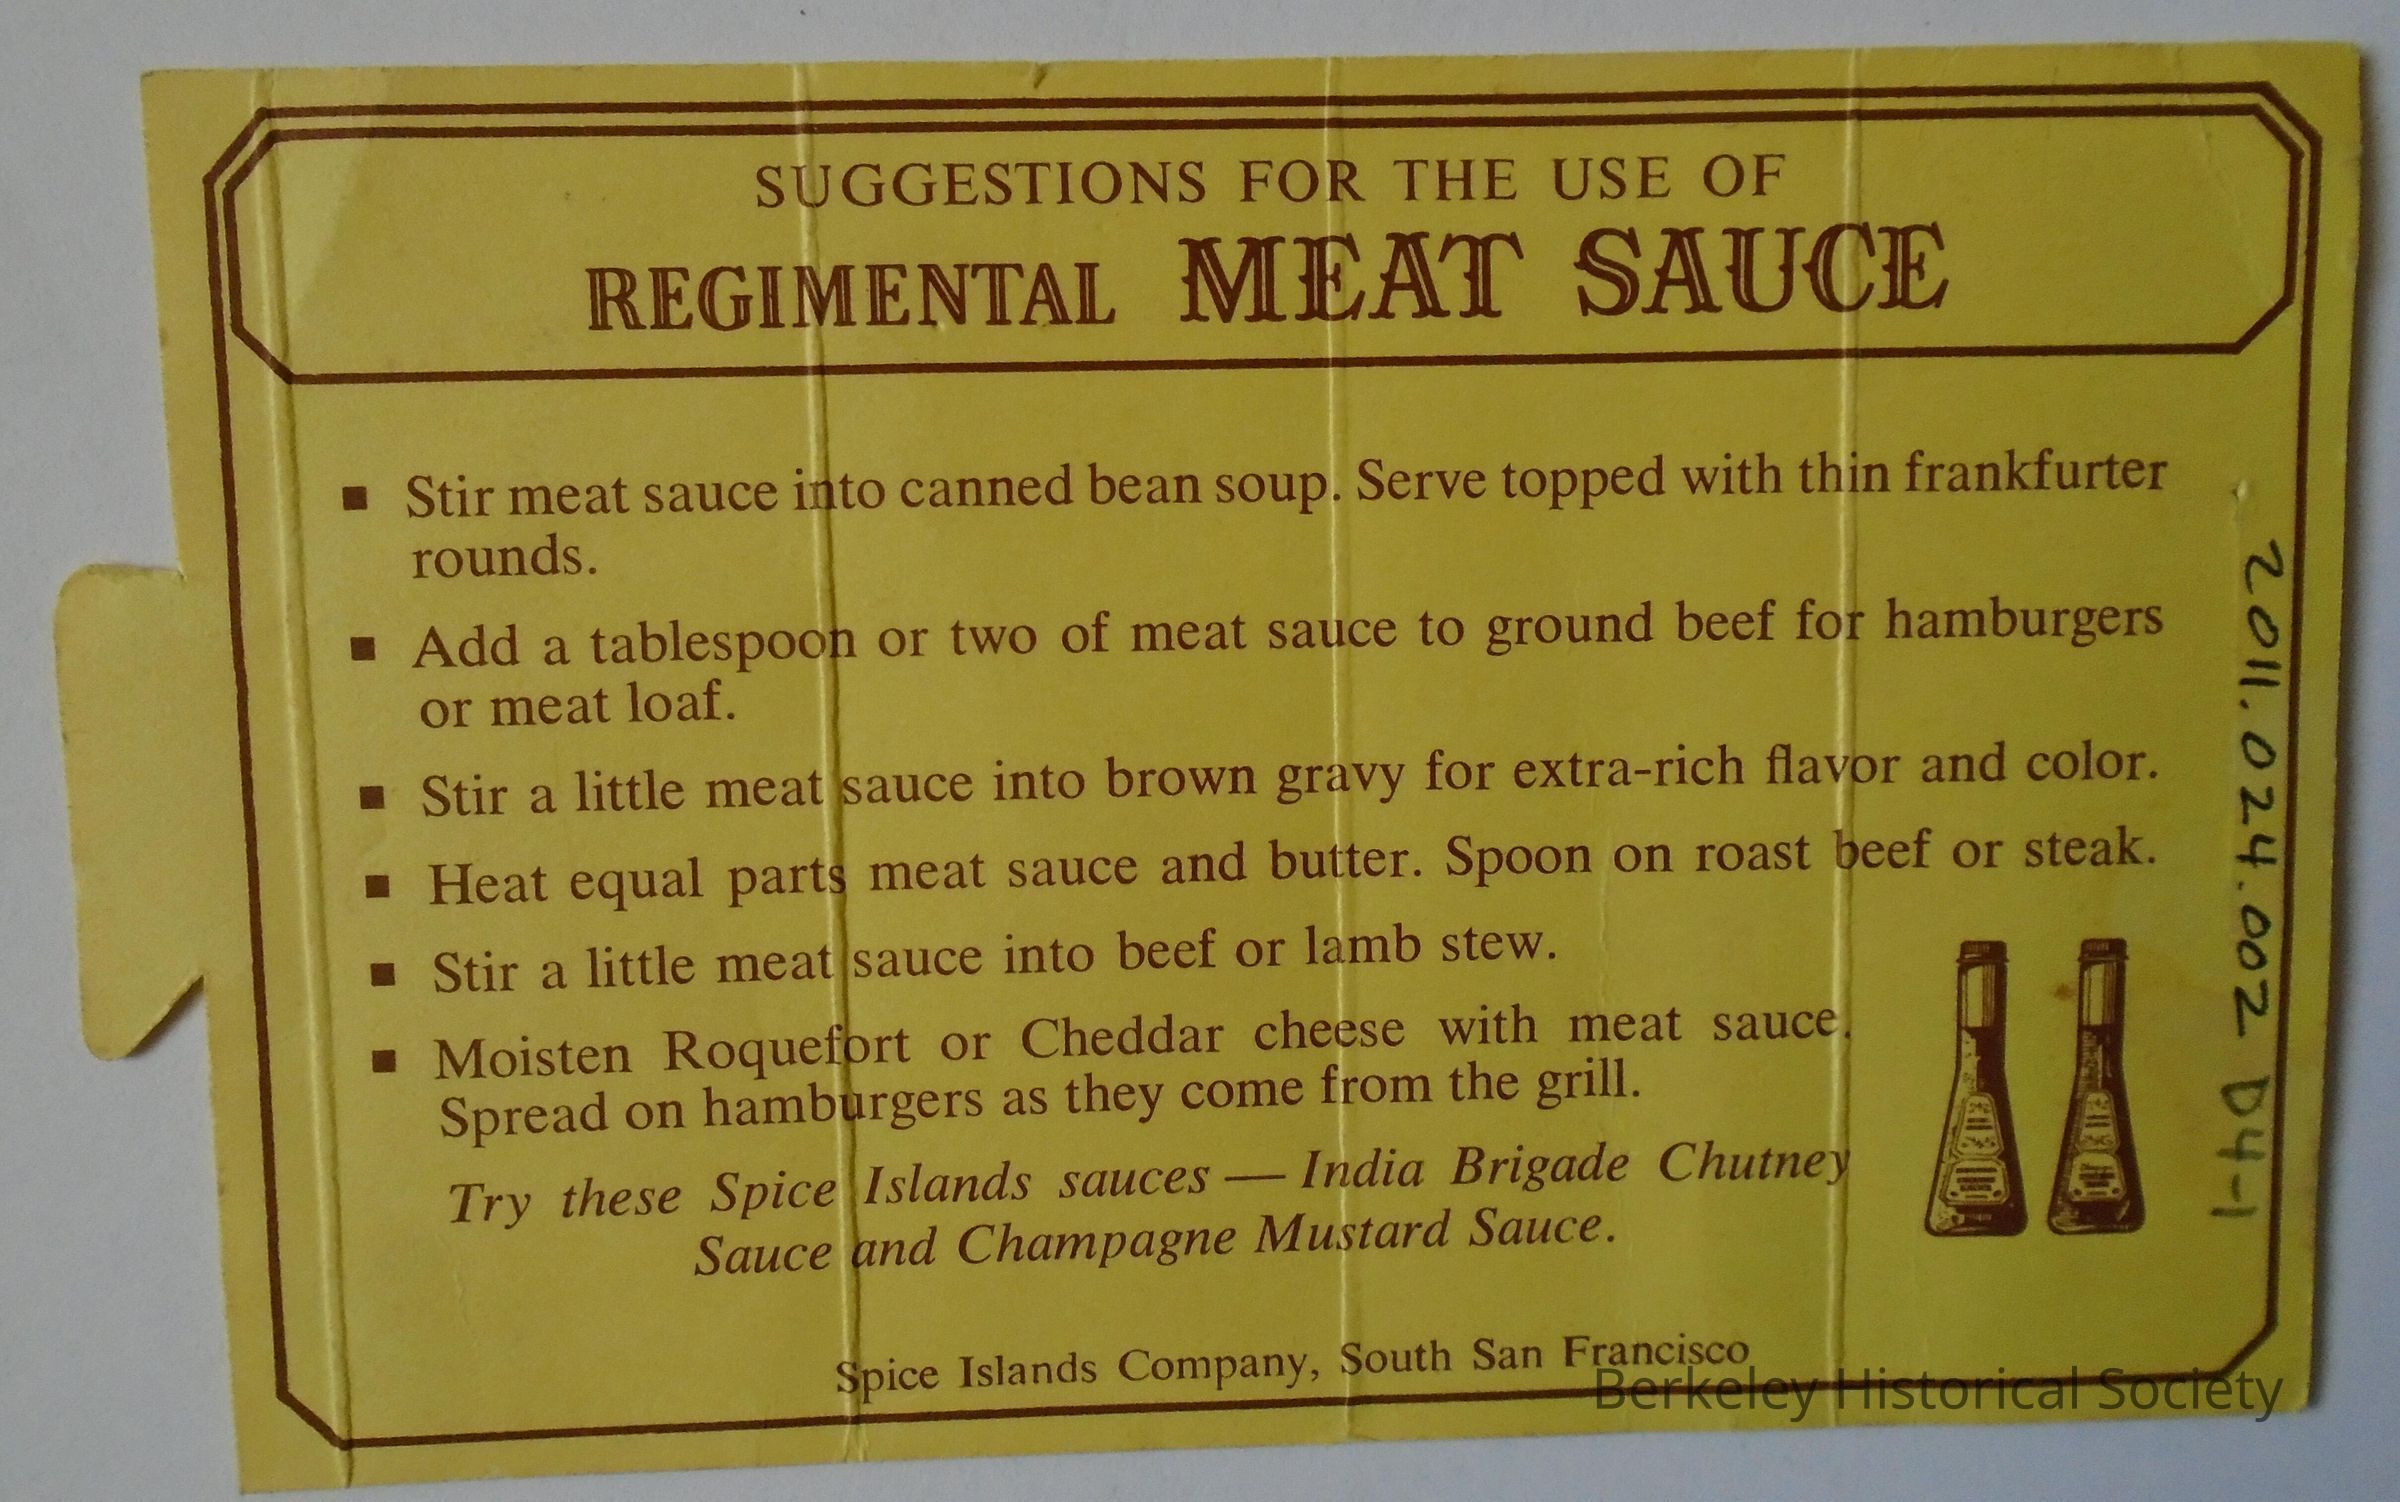 SUGGESTIONS FOR THE USE OF
REGIMENTAL MEAT SAUCE
▪ Stir meat sauce into canned bean soup. Serve topped with thin frankfurter
rounds.
▪ Add a tablespoon or two of meat sauce to ground beef for hamburgers
or meat loaf.
▪ Stir a little meat sauce into brown gravy for extra-rich flavor and color.
▪ Heat equal parts meat sauce and butter. Spoon on roast beef or steak.
▪ Stir a little meat sauce into beef or lamb stew.
▪ Moisten Roquefort or Cheddar cheese with meat sauce.
Spread on hamburgers as they come from the grill.
Try these Spice Islands sauces — India Brigade Chutney
Sauce and Champagne Mustard Sauce.
Spice Islands Company, South San Francisco
2011.024.002 D4-1
Berkeley Historical Society